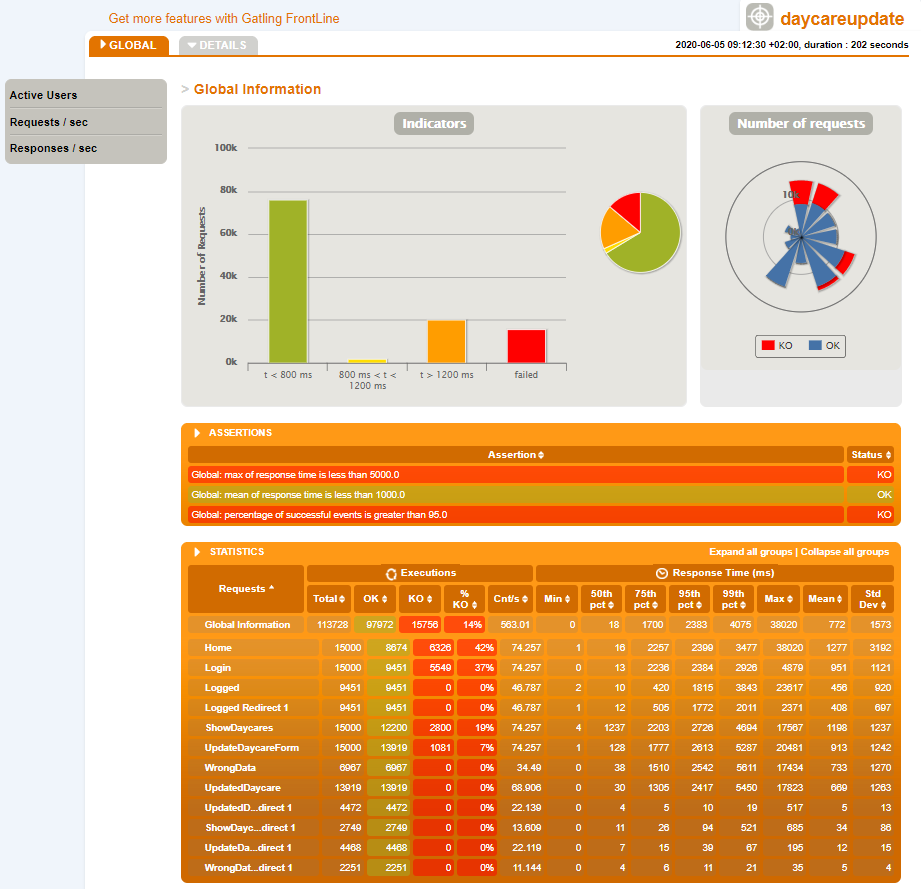 Get more features with Gatling FrontLine
daycareupdate
GLOBAL
DETAILS
2020-06-05 09:12:30 +02:00, duration : 202 seconds
Active Users
Requests / sec
Responses / sec
> Global Information
Indicators
Number of Requests
100k
80k
60k
40k
20k
0k
t < 800 ms
800 ms < t < 1200 ms
t > 1200 ms
failed
Number of requests
KO
OK
ASSERTIONS
Assertion Status
Global: max of response time is less than 5000.0 KO
Global: mean of response time is less than 1000.0 OK
Global: percentage of successful events is greater than 95.0 KO
STATISTICS Expand all groups | Collapse all groups
Requests Executions Response Time (ms)
Total OK KO % KO Cnt/s Min 50th pct 75th pct 95th pct 99th pct Max Mean Std Dev
Global Information 113728 97972 15756 14% 563.01 0 18 1700 2383 4075 38020 772 1573
Home 15000 8674 6326 42% 74.257 1 16 2257 2399 3477 38020 1277 3192
Login 15000 9451 5549 37% 74.257 0 13 2236 2384 2926 4879 951 1121
Logged 9451 9451 0 0% 46.787 2 10 420 1815 3843 23617 456 920
Logged Redirect 1 9451 9451 0 0% 46.787 1 12 505 1772 2011 2371 408 697
ShowDaycares 15000 12200 2800 19% 74.257 4 1237 2203 2726 4694 17567 1198 1237
UpdateDaycareForm 15000 13919 1081 7% 74.257 1 128 1777 2613 5287 20481 913 1242
WrongData 6967 6967 0 0% 34.49 0 38 1510 2542 5611 17434 733 1270
UpdatedDaycare 13919 13919 0 0% 68.906 0 30 1305 2417 5450 17823 669 1263
UpdatedD...direct 1 4472 4472 0 0% 22.139 0 4 5 10 19 517 5 13
ShowDayc...direct 1 2749 2749 0 0% 13.609 0 11 26 94 521 685 34 86
UpdateDa...direct 1 4468 4468 0 0% 22.119 0 7 15 39 67 195 12 15
WrongDat...direct 1 2251 2251 0 0% 11.144 0 4 6 11 21 35 5 4